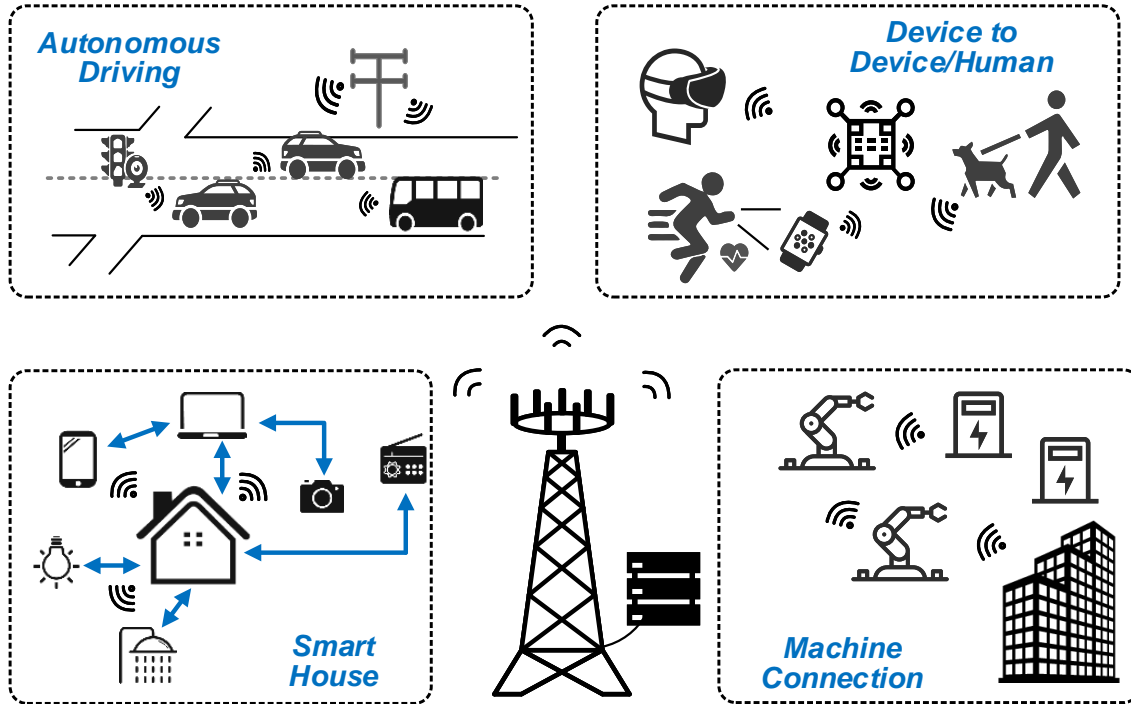 Autonomous
Driving
Device to
Device/Human
Smart
House
Machine
Connection